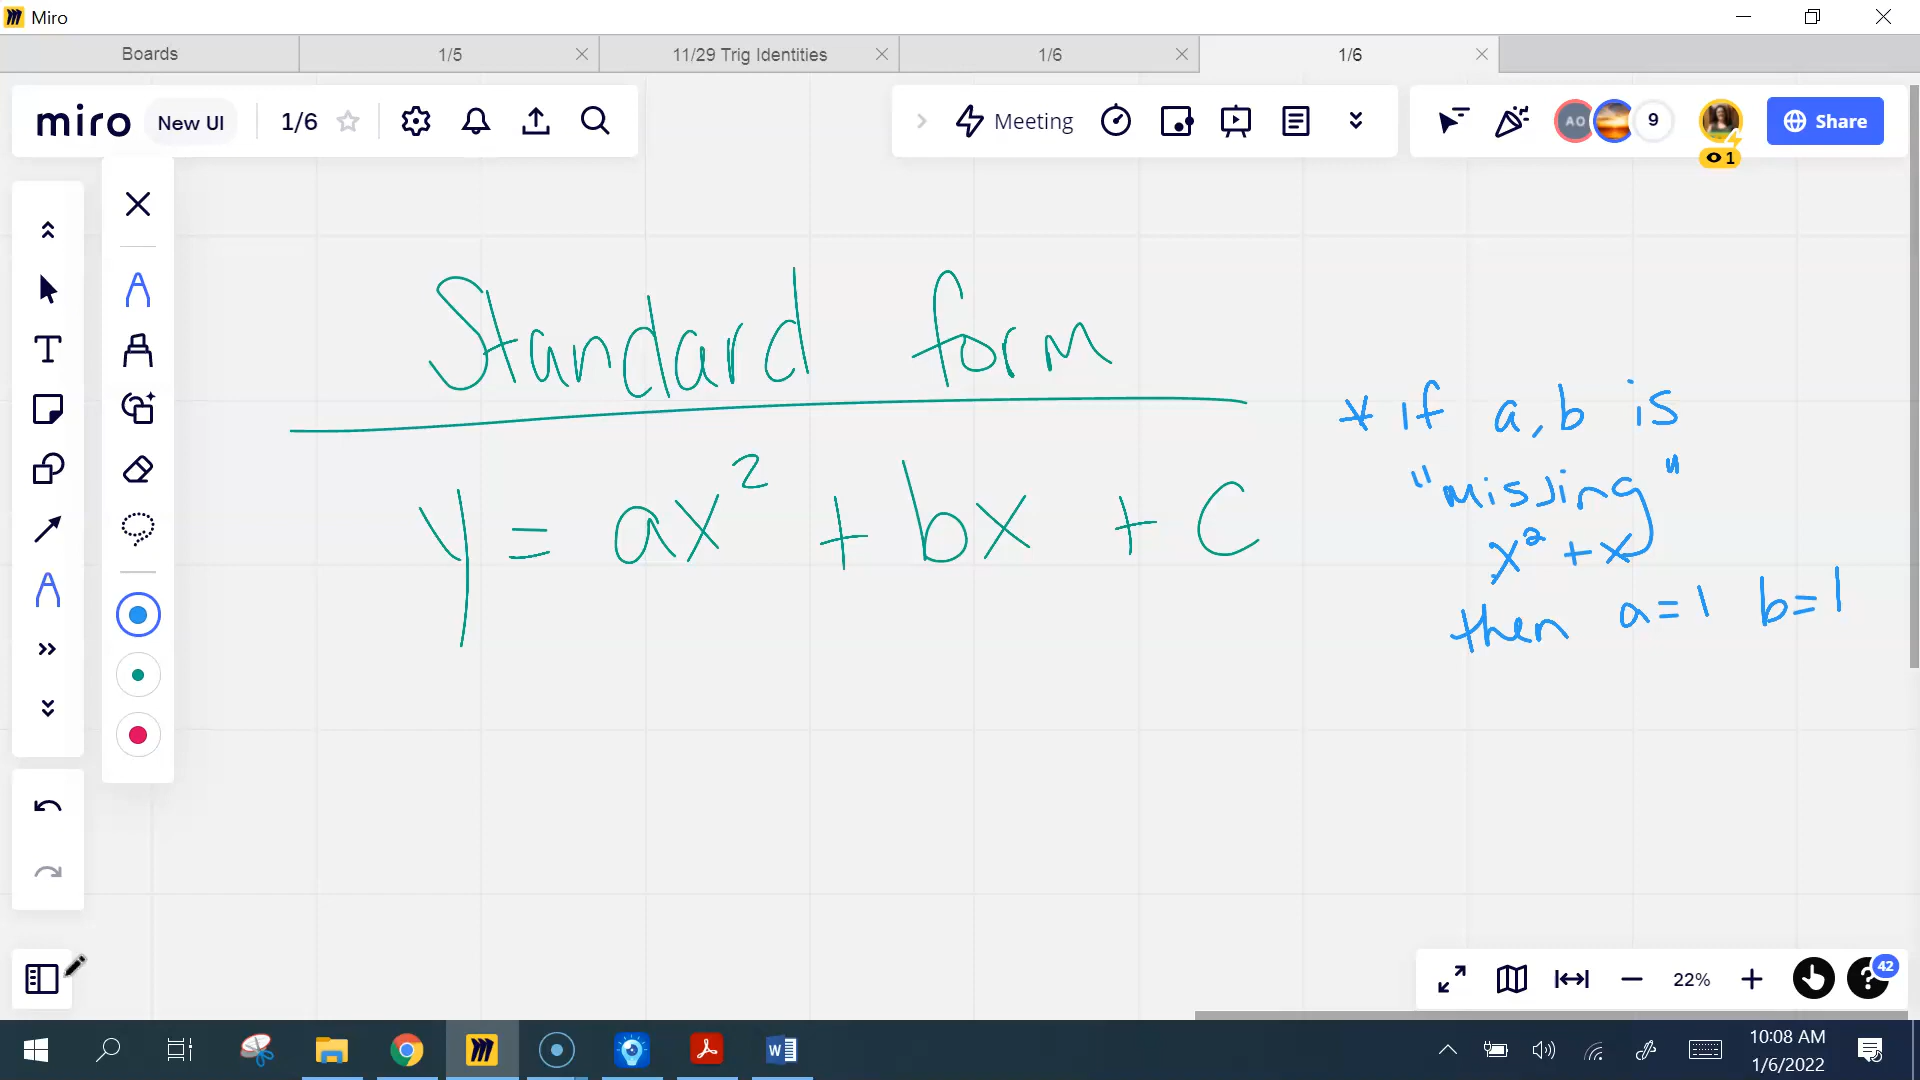 Miro
Boards
1/5
11/29 Trig Identities
1/6
1/6
miro
New UI
1/6
Meeting
AO
9
Share
1
Standard form
y = ax² + bx + c
* if a, b is
"missing"
x² + x
then a=1 b=1
22%
42
10:08 AM
1/6/2022